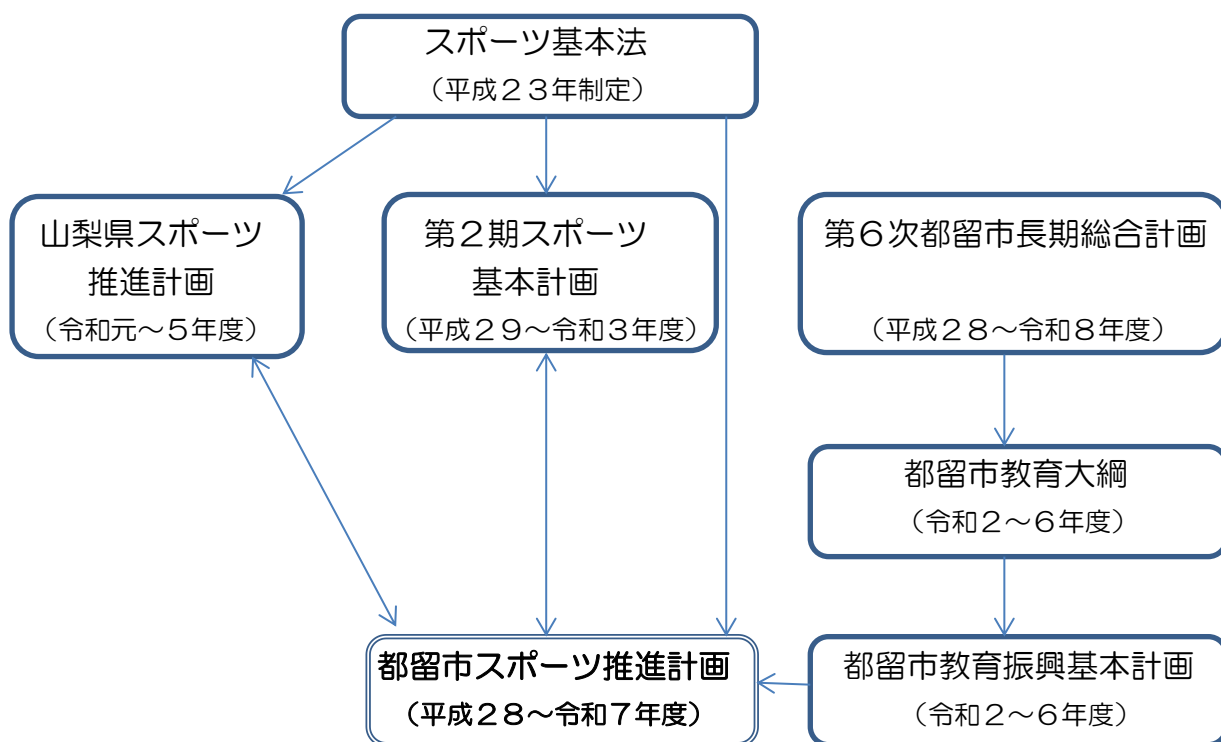 スポーツ基本法
（平成２３年制定）
山梨県スポーツ
推進計画
（令和元～５年度）
第２期スポーツ
基本計画
（平成２９～令和３年度）
第６次都留市長期総合計画
（平成２８～令和８年度）
都留市教育大綱
（令和２～６年度）
都留市スポーツ推進計画
（平成２８～令和７年度）
都留市教育振興基本計画
（令和２～６年度）